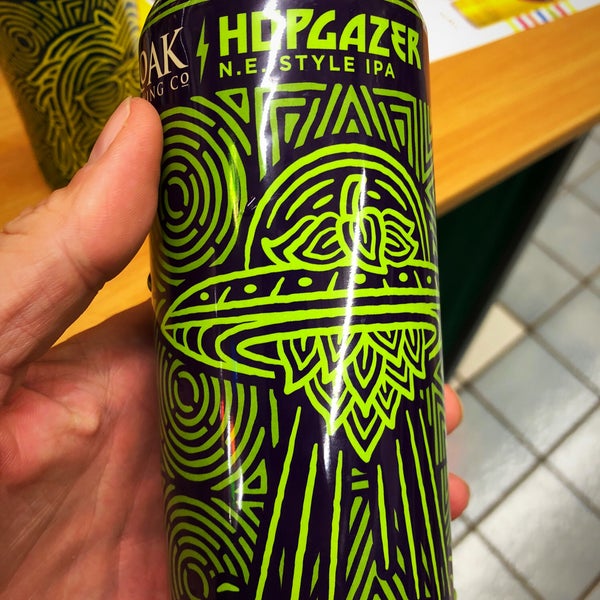 OAK
ING Cº
HOPGAZER
N.E. STYLE IPA